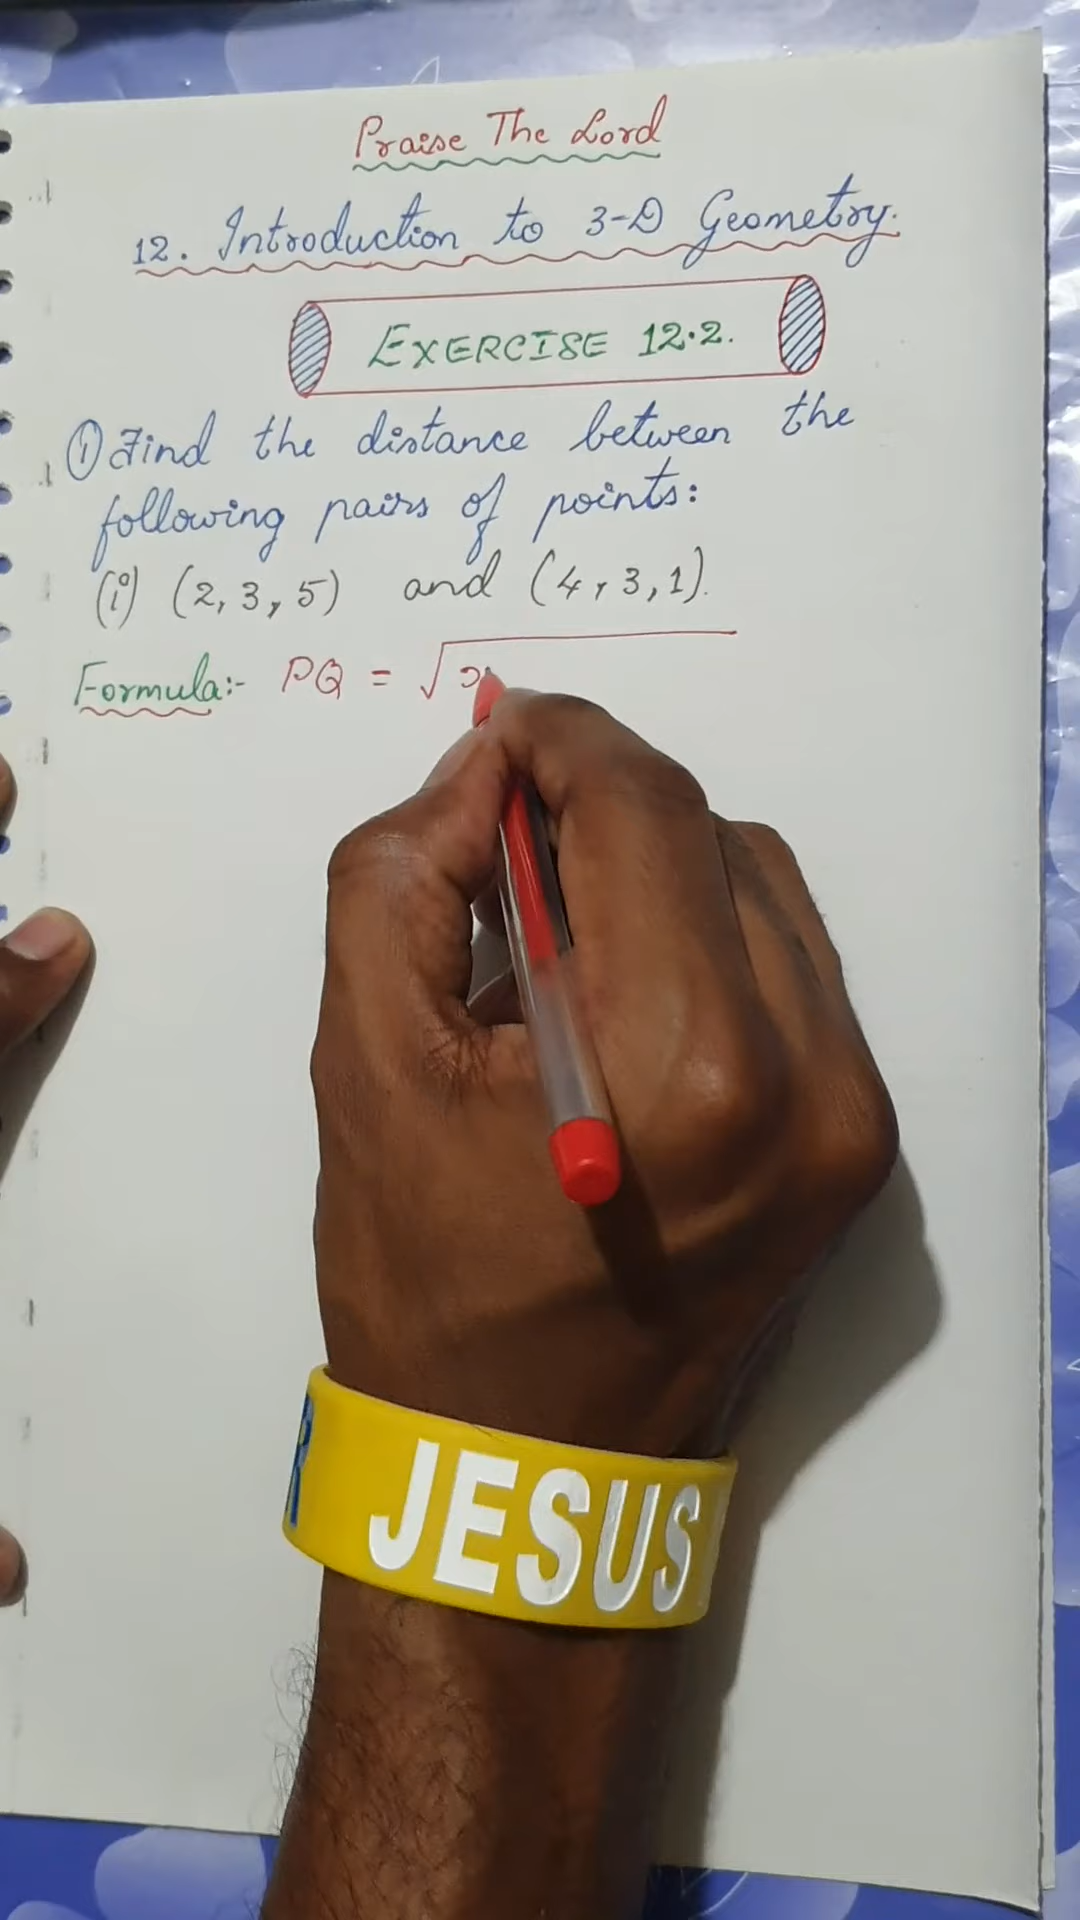 Praise The Lord
12. Introduction to 3-D Geometry.
EXERCISE 12.2.
① Find the distance between the
following pairs of points:
(i) (2, 3, 5) and (4, 3, 1).
Formula:- PQ = √
JESUS